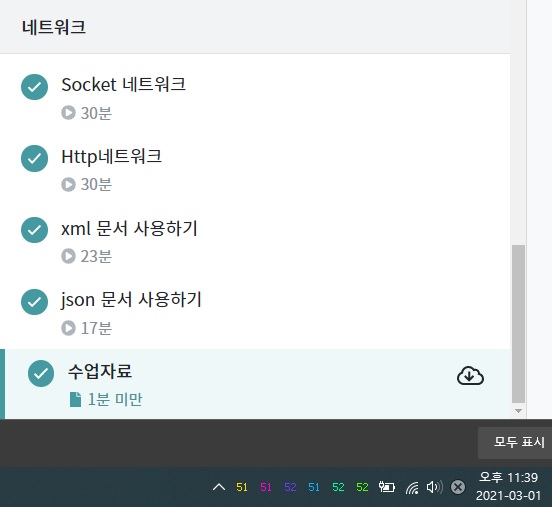 네트워크
Socket 네트워크
30분
Http네트워크
30분
xml 문서 사용하기
23분
json 문서 사용하기
17분
수업자료
1분 미만
모두 표시
51 51 52 51 52 52
오후 11:39
2021-03-01